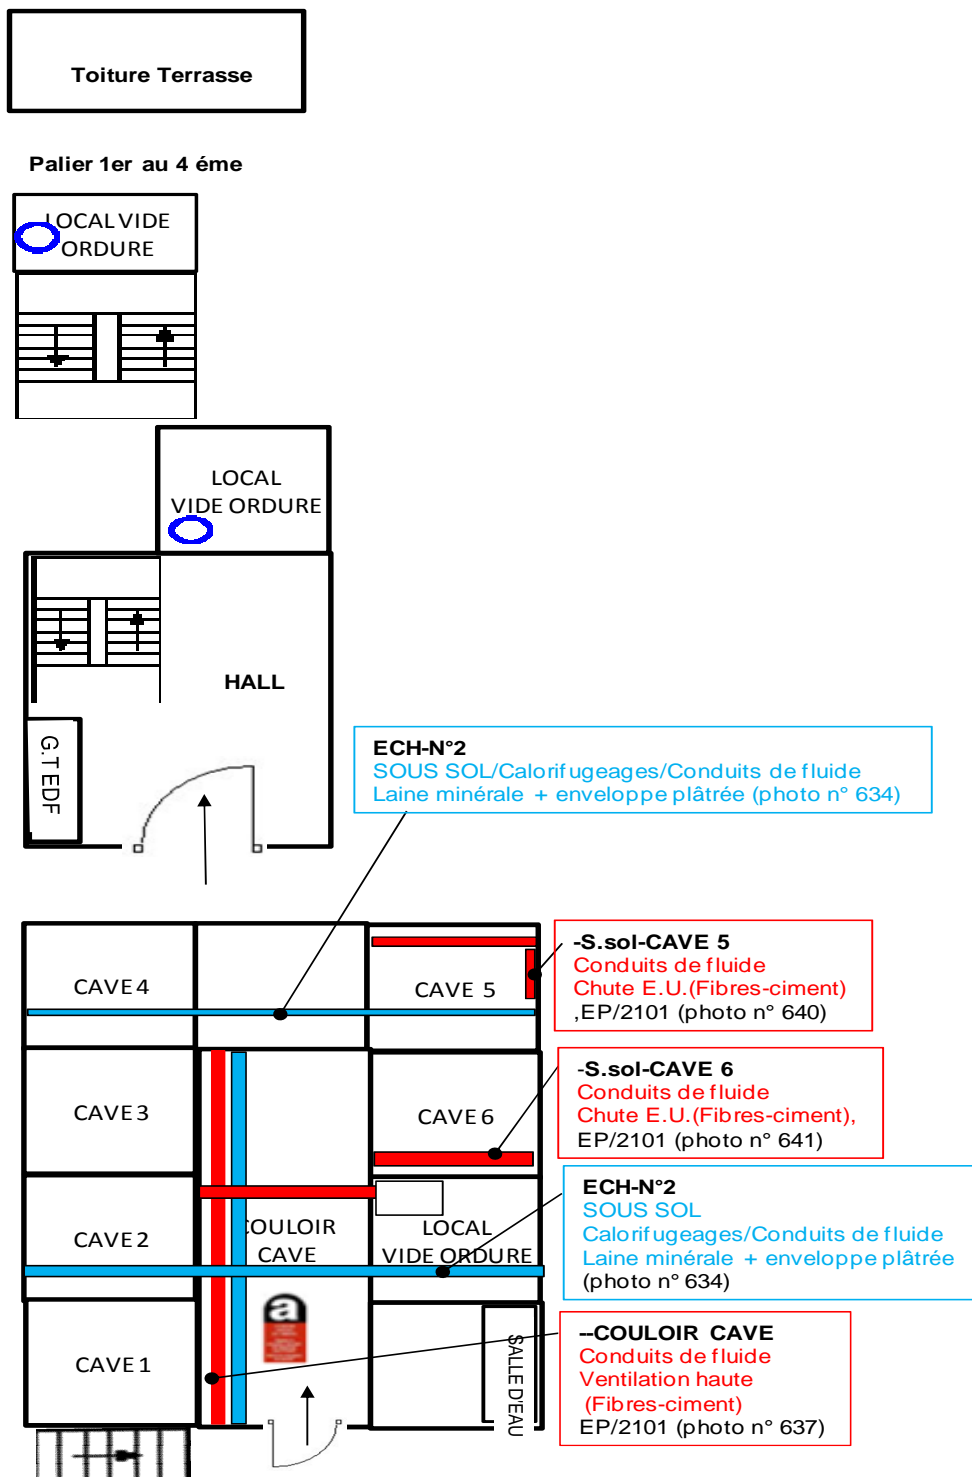 Toiture Terrasse
Palier 1er au 4 éme
LOCAL VIDE
ORDURE
LOCAL
VIDE ORDURE
HALL
G.T EDF
ECH-N°2
SOUS SOL/Calorifugeages/Conduits de fluide
Laine minérale + enveloppe plâtrée (photo n° 634)
CAVE 4
CAVE 5
-S.sol-CAVE 5
Conduits de fluide
Chute E.U.(Fibres-ciment)
,EP/2101 (photo n° 640)
CAVE 3
CAVE 6
-S.sol-CAVE 6
Conduits de fluide
Chute E.U.(Fibres-ciment),
EP/2101 (photo n° 641)
CAVE 2
COULOIR
CAVE
LOCAL
VIDE ORDURE
ECH-N°2
SOUS SOL
Calorifugeages/Conduits de fluide
Laine minérale + enveloppe plâtrée
(photo n° 634)
a
CAVE 1
SALLE D'EAU
--COULOIR CAVE
Conduits de fluide
Ventilation haute
(Fibres-ciment)
EP/2101 (photo n° 637)